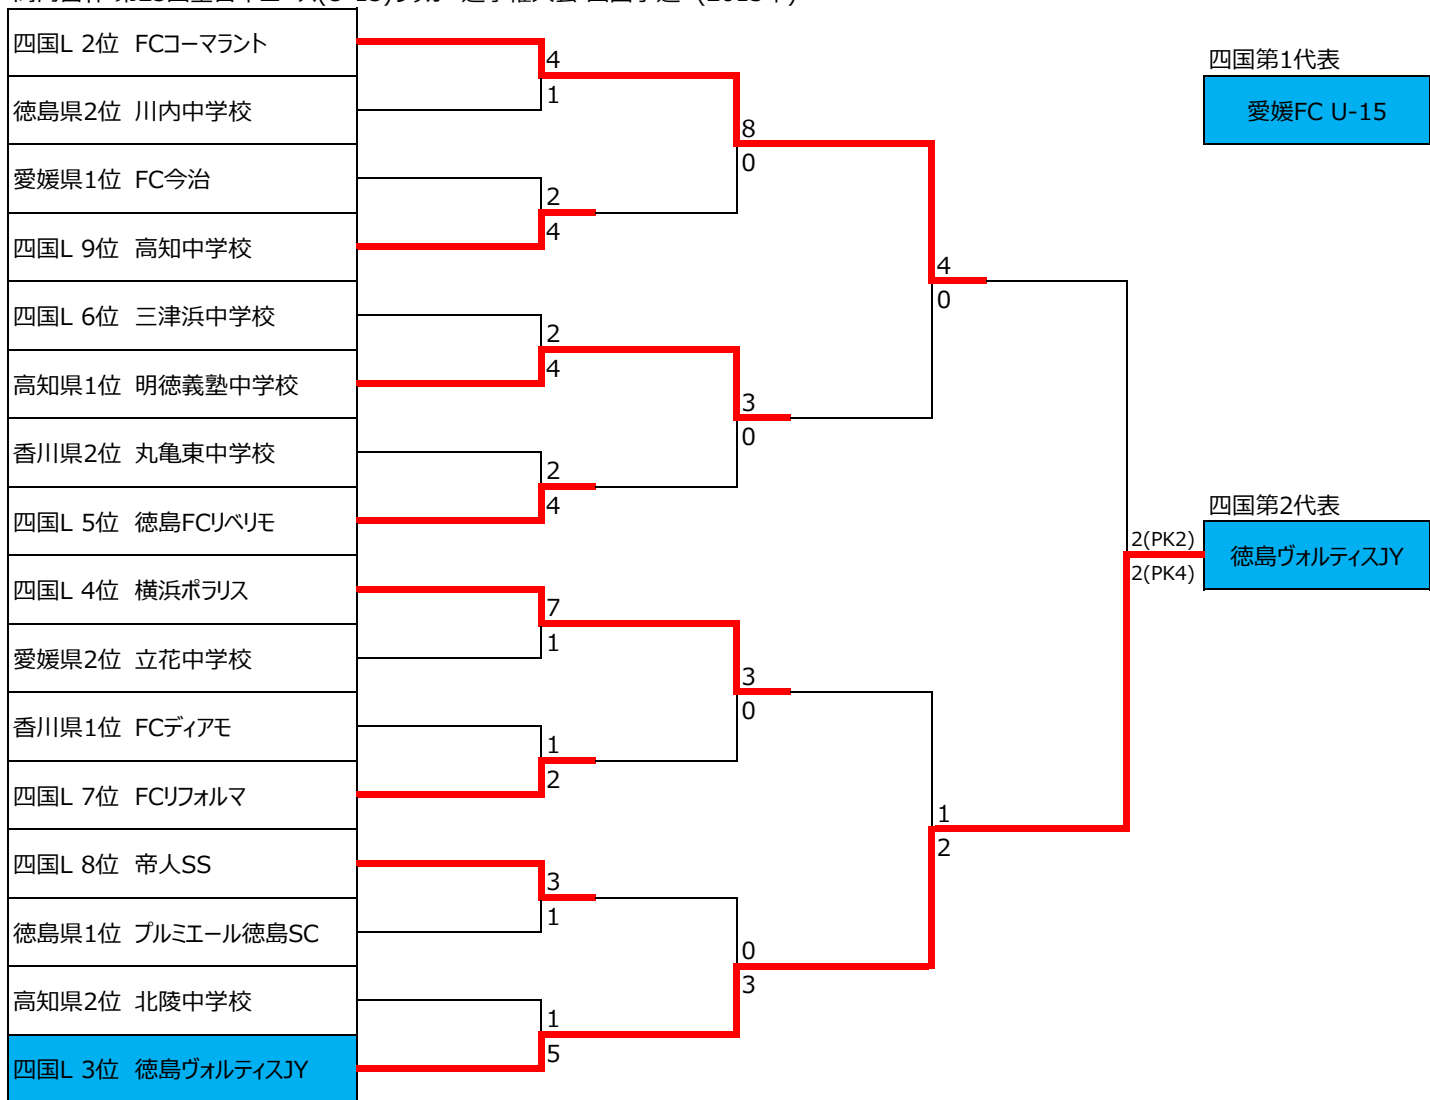 四国L 2位 FCコーマラント
4
四国第1代表
徳島県2位 川内中学校
1
愛媛FC U-15
8
0
愛媛県1位 FC今治
2
四国L 9位 高知中学校
4
4
0
四国L 6位 三津浜中学校
2
高知県1位 明徳義塾中学校
4
3
0
香川県2位 丸亀東中学校
2
四国L 5位 徳島FCリベリモ
4
四国第2代表
2(PK2)
徳島ヴォルティスJY
2(PK4)
四国L 4位 横浜ポラリス
7
愛媛県2位 立花中学校
1
3
0
香川県1位 FCディアモ
1
四国L 7位 FCリフォルマ
2
1
2
四国L 8位 帝人SS
3
徳島県1位 プルミエール徳島SC
1
0
3
高知県2位 北陵中学校
1
四国L 3位 徳島ヴォルティスJY
5